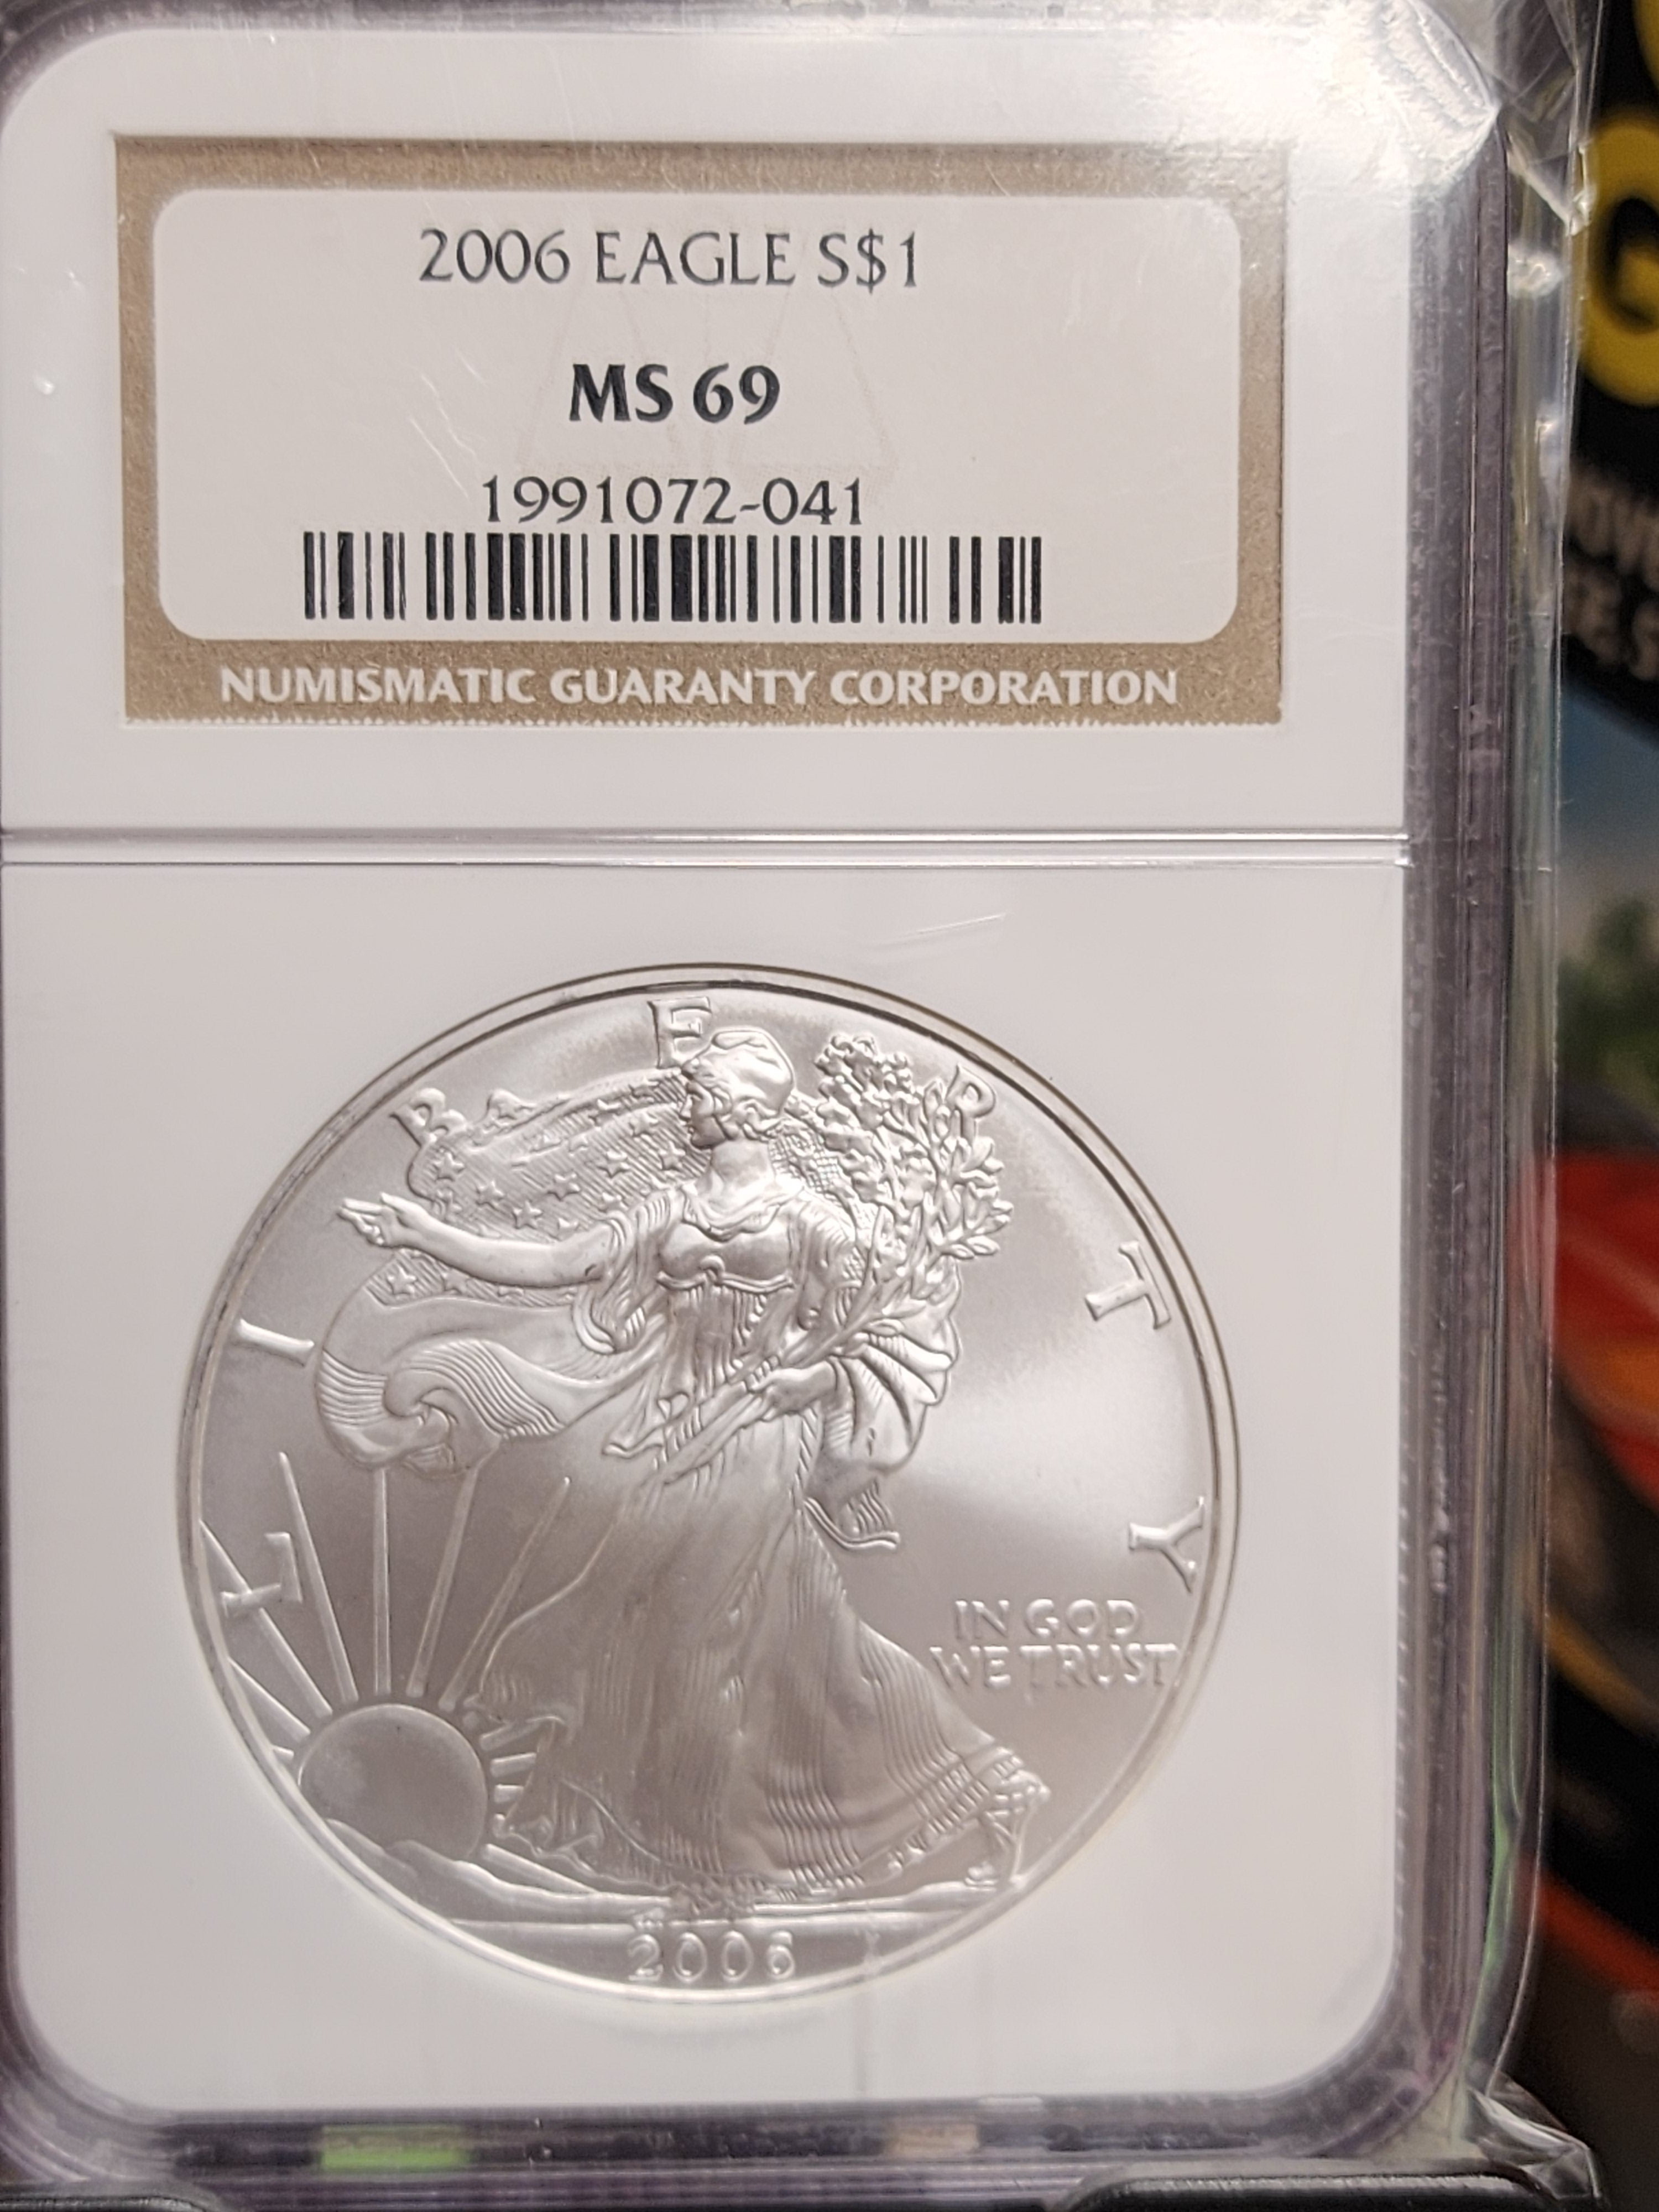 2006 EAGLE S$1
MS 69
1991072-041
NUMISMATIC GUARANTY CORPORATION
LIBERTY
IN GOD
WE TRUST
2006
G